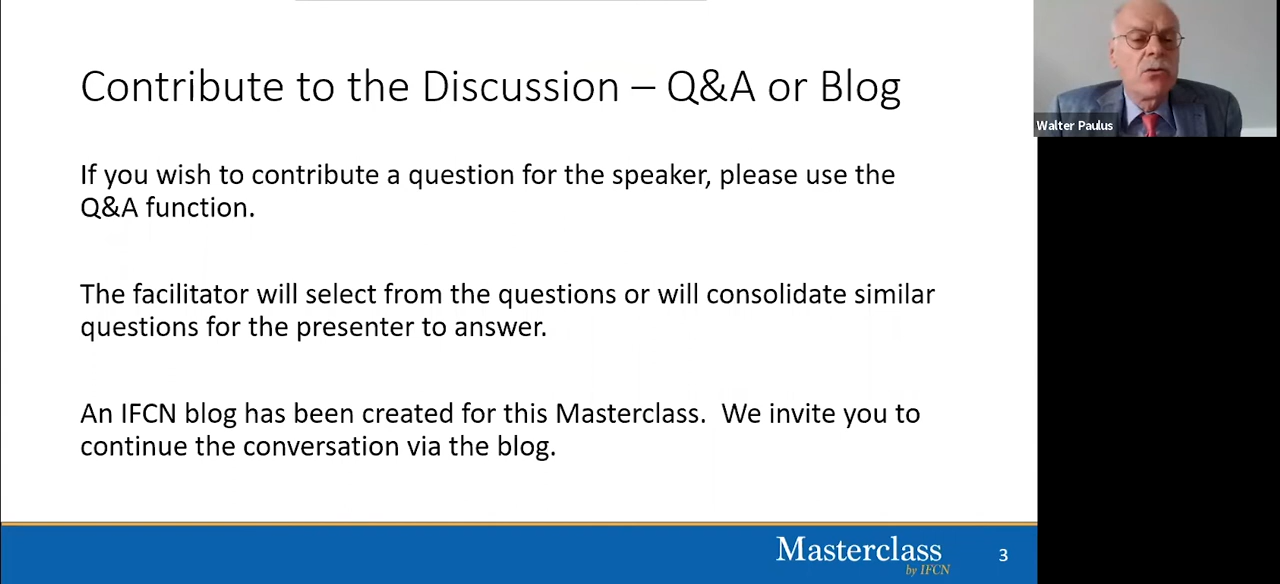 Contribute to the Discussion – Q&A or Blog
If you wish to contribute a question for the speaker, please use the
Q&A function.
The facilitator will select from the questions or will consolidate similar
questions for the presenter to answer.
An IFCN blog has been created for this Masterclass.  We invite you to
continue the conversation via the blog.
Masterclass
by IFCN
3
Walter Paulus